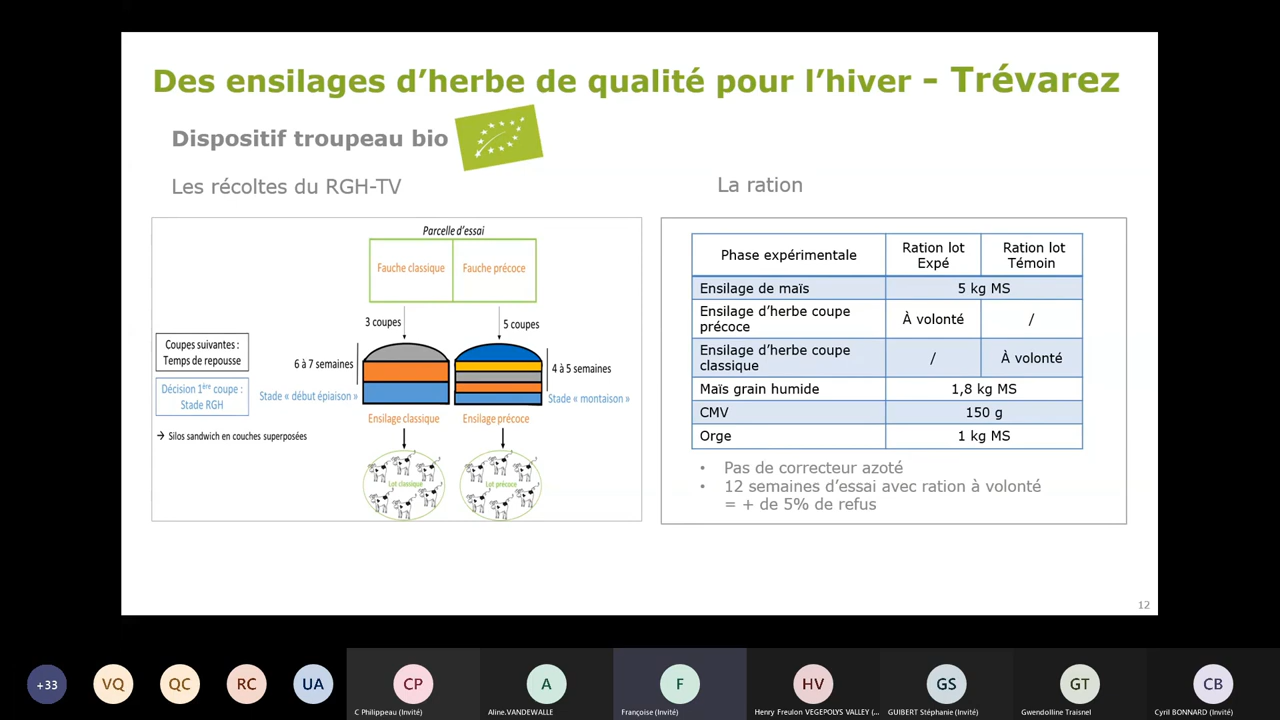 Des ensilages d’herbe de qualité pour l’hiver - Trévarez
Dispositif troupeau bio
Les récoltes du RGH-TV
Parcelle d’essai
Fauche classique
Fauche précoce
3 coupes
5 coupes
Coupes suivantes :
Temps de repousse
6 à 7 semaines
4 à 5 semaines
Décision 1ère coupe :
Stade RGH
Stade « début épiaison »
Stade « montaison »
Ensilage classique
Ensilage précoce
→ Silos sandwich en couches superposées
Lot classique
Lot précoce
La ration
Phase expérimentale
Ration lot
Expé
Ration lot
Témoin
Ensilage de maïs
5 kg MS
Ensilage d’herbe coupe
précoce
À volonté
/
Ensilage d’herbe coupe
classique
/
À volonté
Maïs grain humide
1,8 kg MS
CMV
150 g
Orge
1 kg MS
• Pas de correcteur azoté
• 12 semaines d’essai avec ration à volonté
= + de 5% de refus
12
+33
VQ
QC
RC
UA
CP
C Philippeau (Invité)
A
Aline.VANDEWALLE
F
Françoise (Invité)
HV
Henry Freulon VEGEPOLYS VALLEY (...
GS
GUIBERT Stéphanie (Invité)
GT
Gwendolline Traisnel
CB
Cyril BONNARD (Invité)